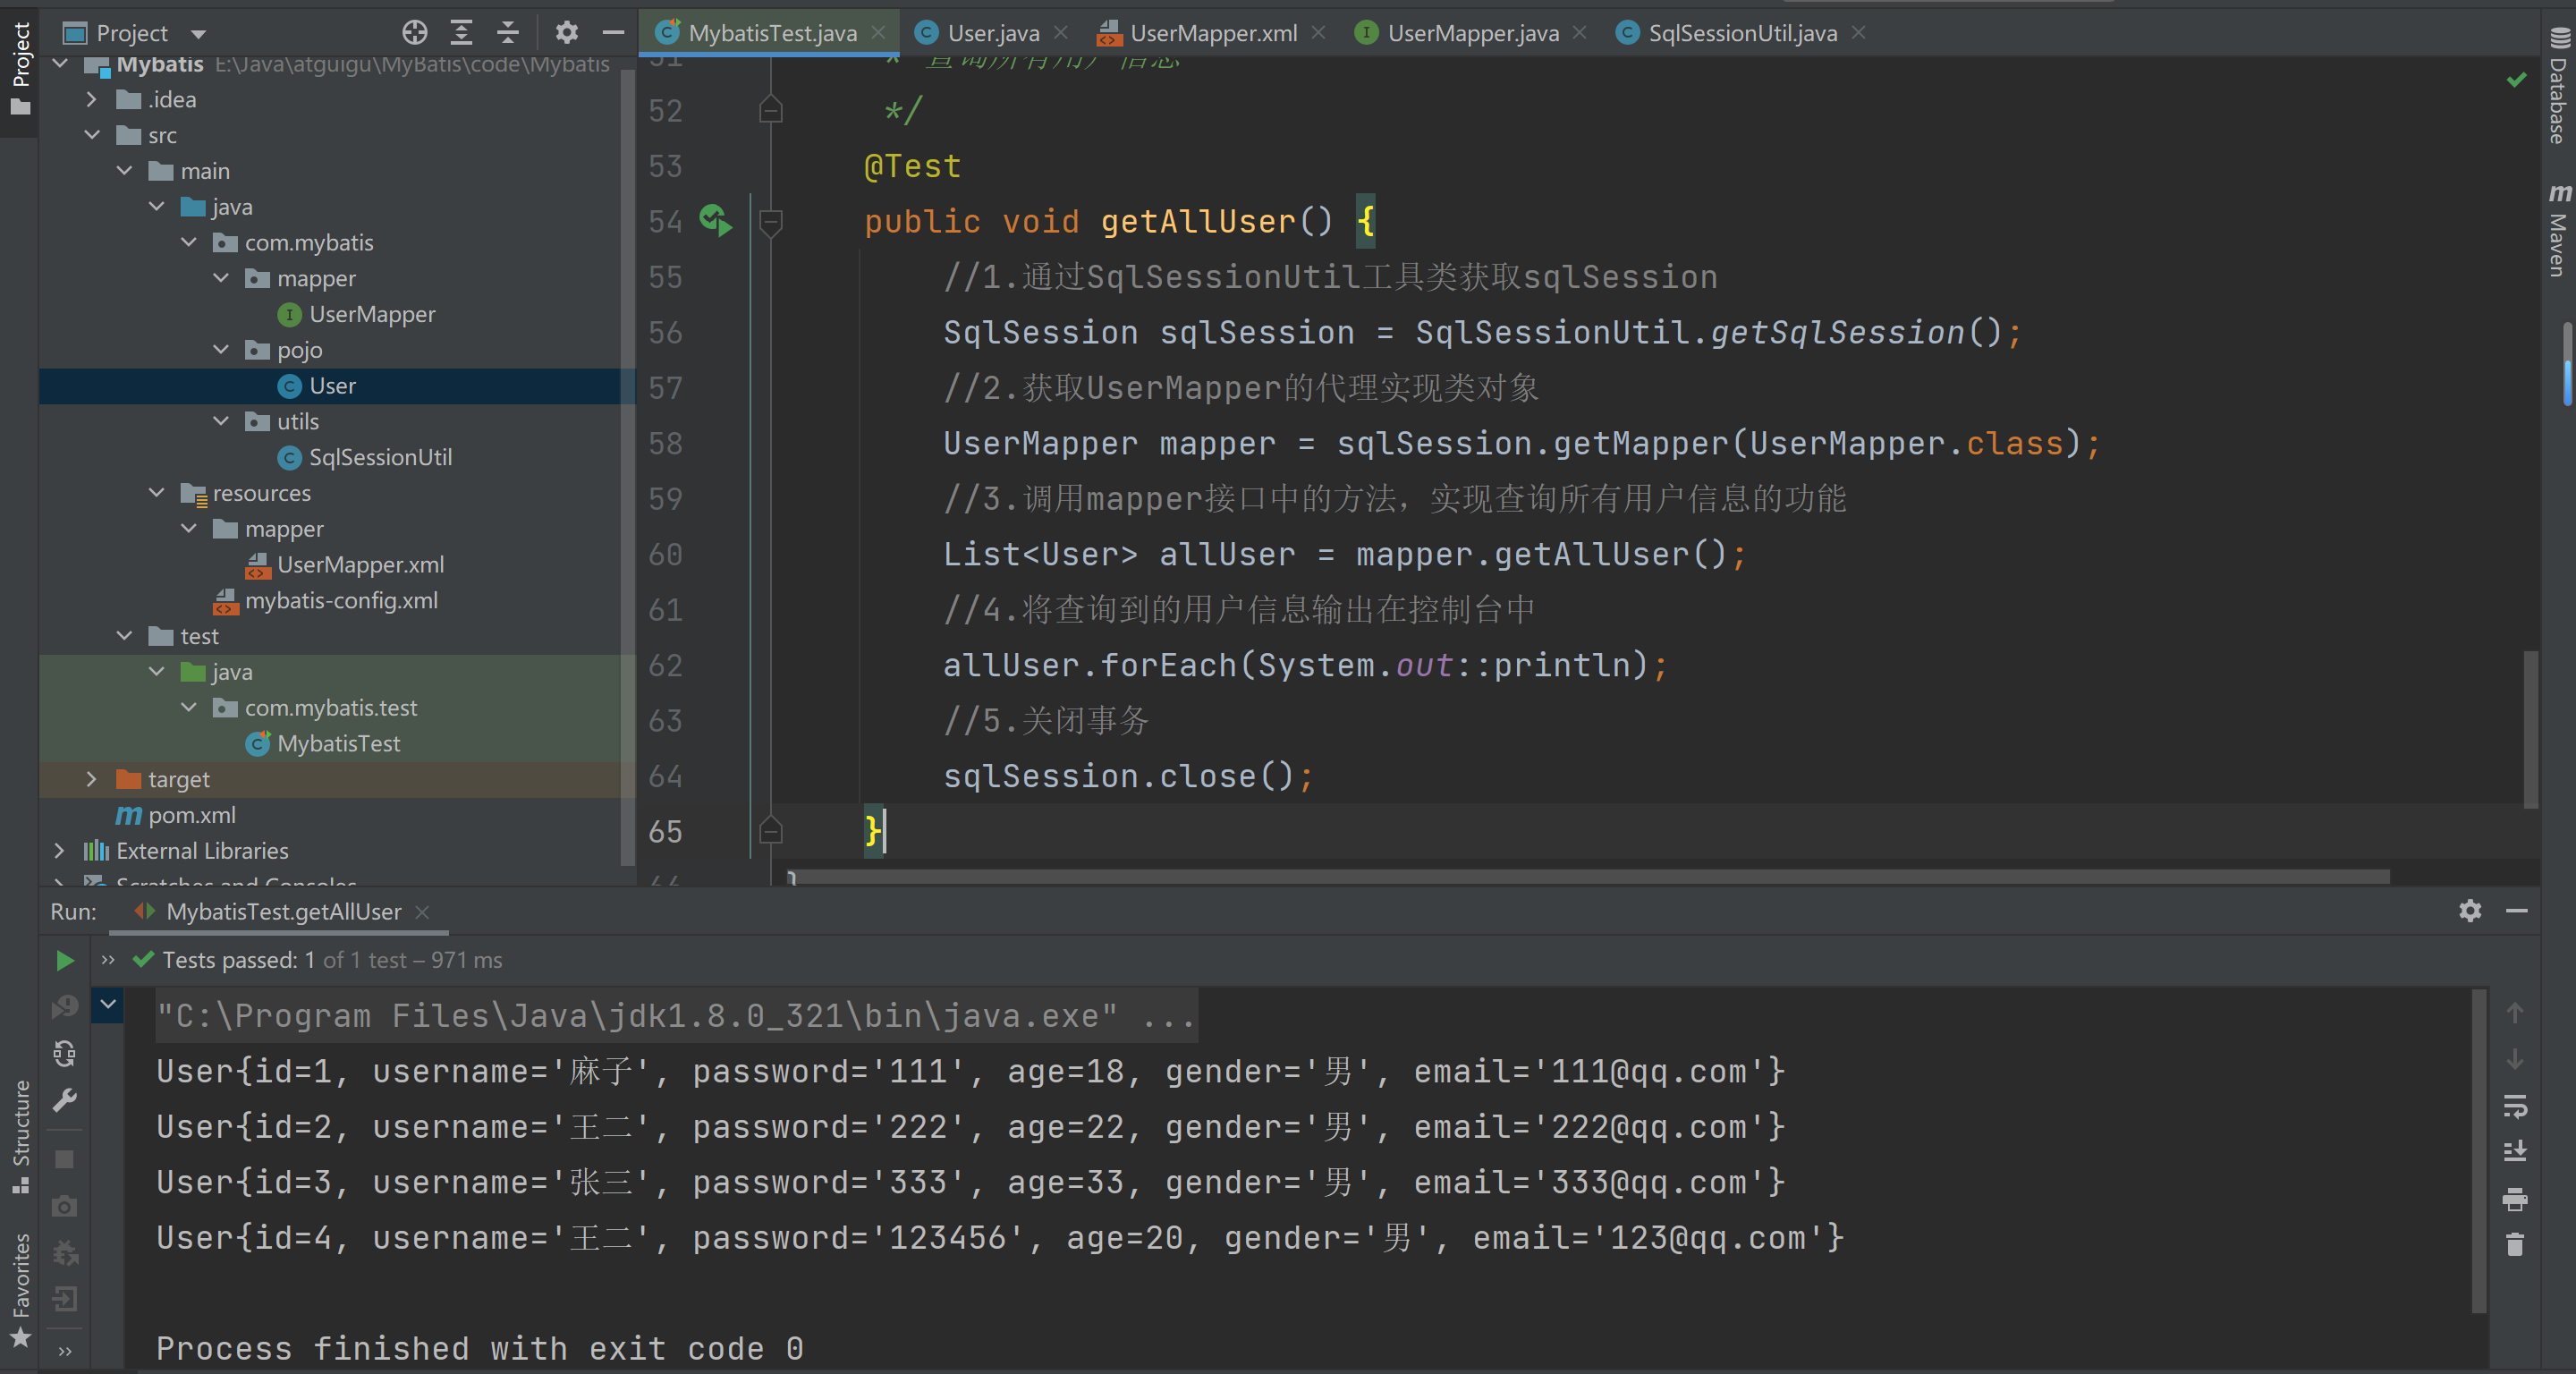 Project
MybatisTest.java
User.java
UserMapper.xml
UserMapper.java
SqlSessionUtil.java
Project
Mybatis E:\Java\atguigu\MyBatis\code\Mybatis
.idea
src
main
java
com.mybatis
mapper
UserMapper
pojo
User
utils
SqlSessionUtil
resources
mapper
UserMapper.xml
mybatis-config.xml
test
java
com.mybatis.test
MybatisTest
target
pom.xml
External Libraries
Scratches and Consoles
51 * 查询所有用户信息
52 */
53 @Test
54 public void getAllUser() {
55 //1.通过SqlSessionUtil工具类获取sqlSession
56 SqlSession sqlSession = SqlSessionUtil.getSqlSession();
57 //2.获取UserMapper的代理实现类对象
58 UserMapper mapper = sqlSession.getMapper(UserMapper.class);
59 //3.调用mapper接口中的方法，实现查询所有用户信息的功能
60 List<User> allUser = mapper.getAllUser();
61 //4.将查询到的用户信息输出在控制台中
62 allUser.forEach(System.out::println);
63 //5.关闭事务
64 sqlSession.close();
65 }
66 }
Database
Maven
Run: MybatisTest.getAllUser
Tests passed: 1 of 1 test – 971 ms
"C:\Program Files\Java\jdk1.8.0_321\bin\java.exe" ...
User{id=1, username='麻子', password='111', age=18, gender='男', email='111@qq.com'}
User{id=2, username='王二', password='222', age=22, gender='男', email='222@qq.com'}
User{id=3, username='张三', password='333', age=33, gender='男', email='333@qq.com'}
User{id=4, username='王二', password='123456', age=20, gender='男', email='123@qq.com'}
Process finished with exit code 0
Structure
Favorites